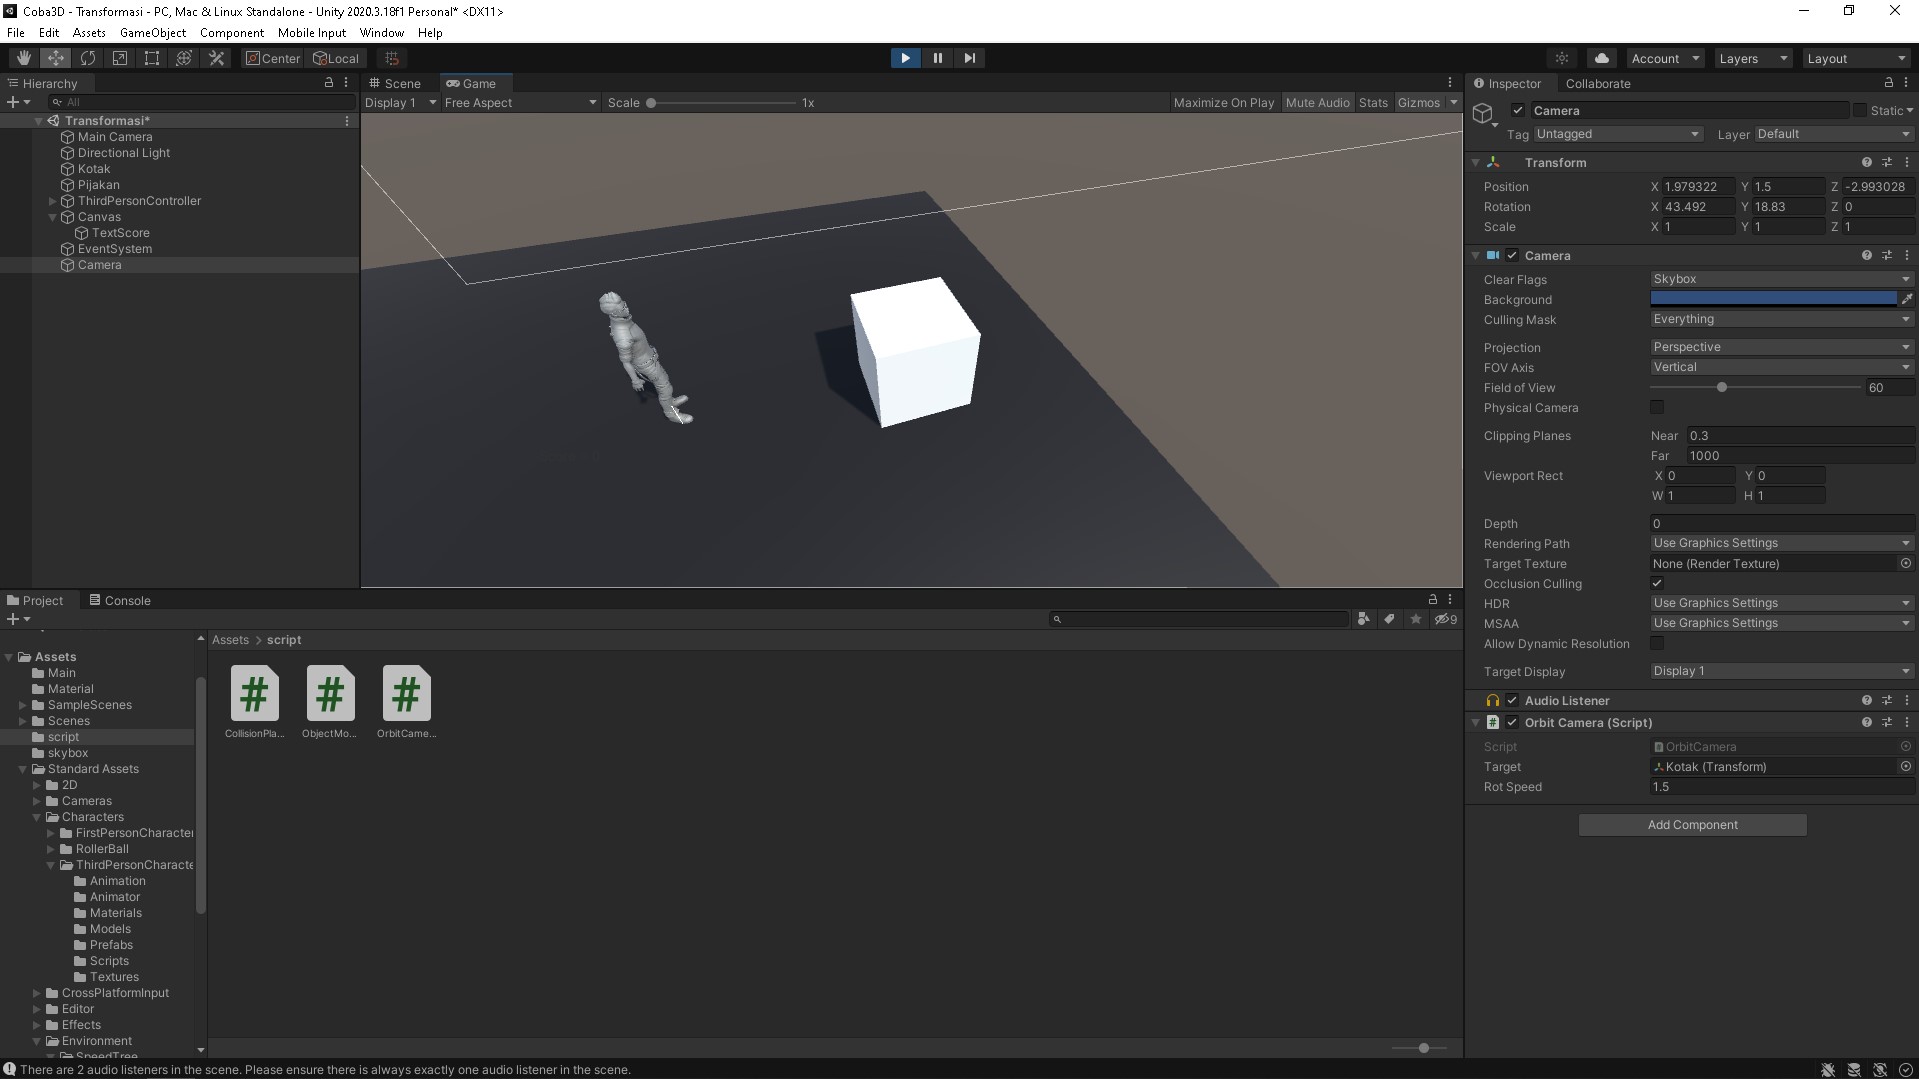 Coba3D - Transformasi - PC, Mac & Linux Standalone - Unity 2020.3.18f1 Personal* <DX11>
File Edit Assets GameObject Component Mobile Input Window Help
Center Local Account Layers Layout
Hierarchy
All
Transformasi*
Main Camera
Directional Light
Kotak
Pijakan
ThirdPersonController
Canvas
TextScore
EventSystem
Camera
Scene Game
Display 1 Free Aspect Scale 1x Maximize On Play Mute Audio Stats Gizmos
Inspector Collaborate
Camera Static
Tag Untagged Layer Default
Transform
Position X 1.979322 Y 1.5 Z -2.993028
Rotation X 43.492 Y 18.83 Z 0
Scale X 1 Y 1 Z 1
Camera
Clear Flags Skybox
Background
Culling Mask Everything
Projection Perspective
FOV Axis Vertical
Field of View 60
Physical Camera
Clipping Planes Near 0.3
Far 1000
Viewport Rect X 0 Y 0
W 1 H 1
Depth 0
Rendering Path Use Graphics Settings
Target Texture None (Render Texture)
Occlusion Culling
HDR Use Graphics Settings
MSAA Use Graphics Settings
Allow Dynamic Resolution
Target Display Display 1
Audio Listener
Orbit Camera (Script)
Script OrbitCamera
Target Kotak (Transform)
Rot Speed 1.5
Add Component
Project Console
9
Assets > script
Assets
Main
Material
SampleScenes
Scenes
script
skybox
Standard Assets
2D
Cameras
Characters
FirstPersonCharacter
RollerBall
ThirdPersonCharacte
Animation
Animator
Materials
Models
Prefabs
Scripts
Textures
CrossPlatformInput
Editor
Effects
Environment
SpeedTree
CollisionPla... ObjectMo... OrbitCame...
There are 2 audio listeners in the scene. Please ensure there is always exactly one audio listener in the scene.